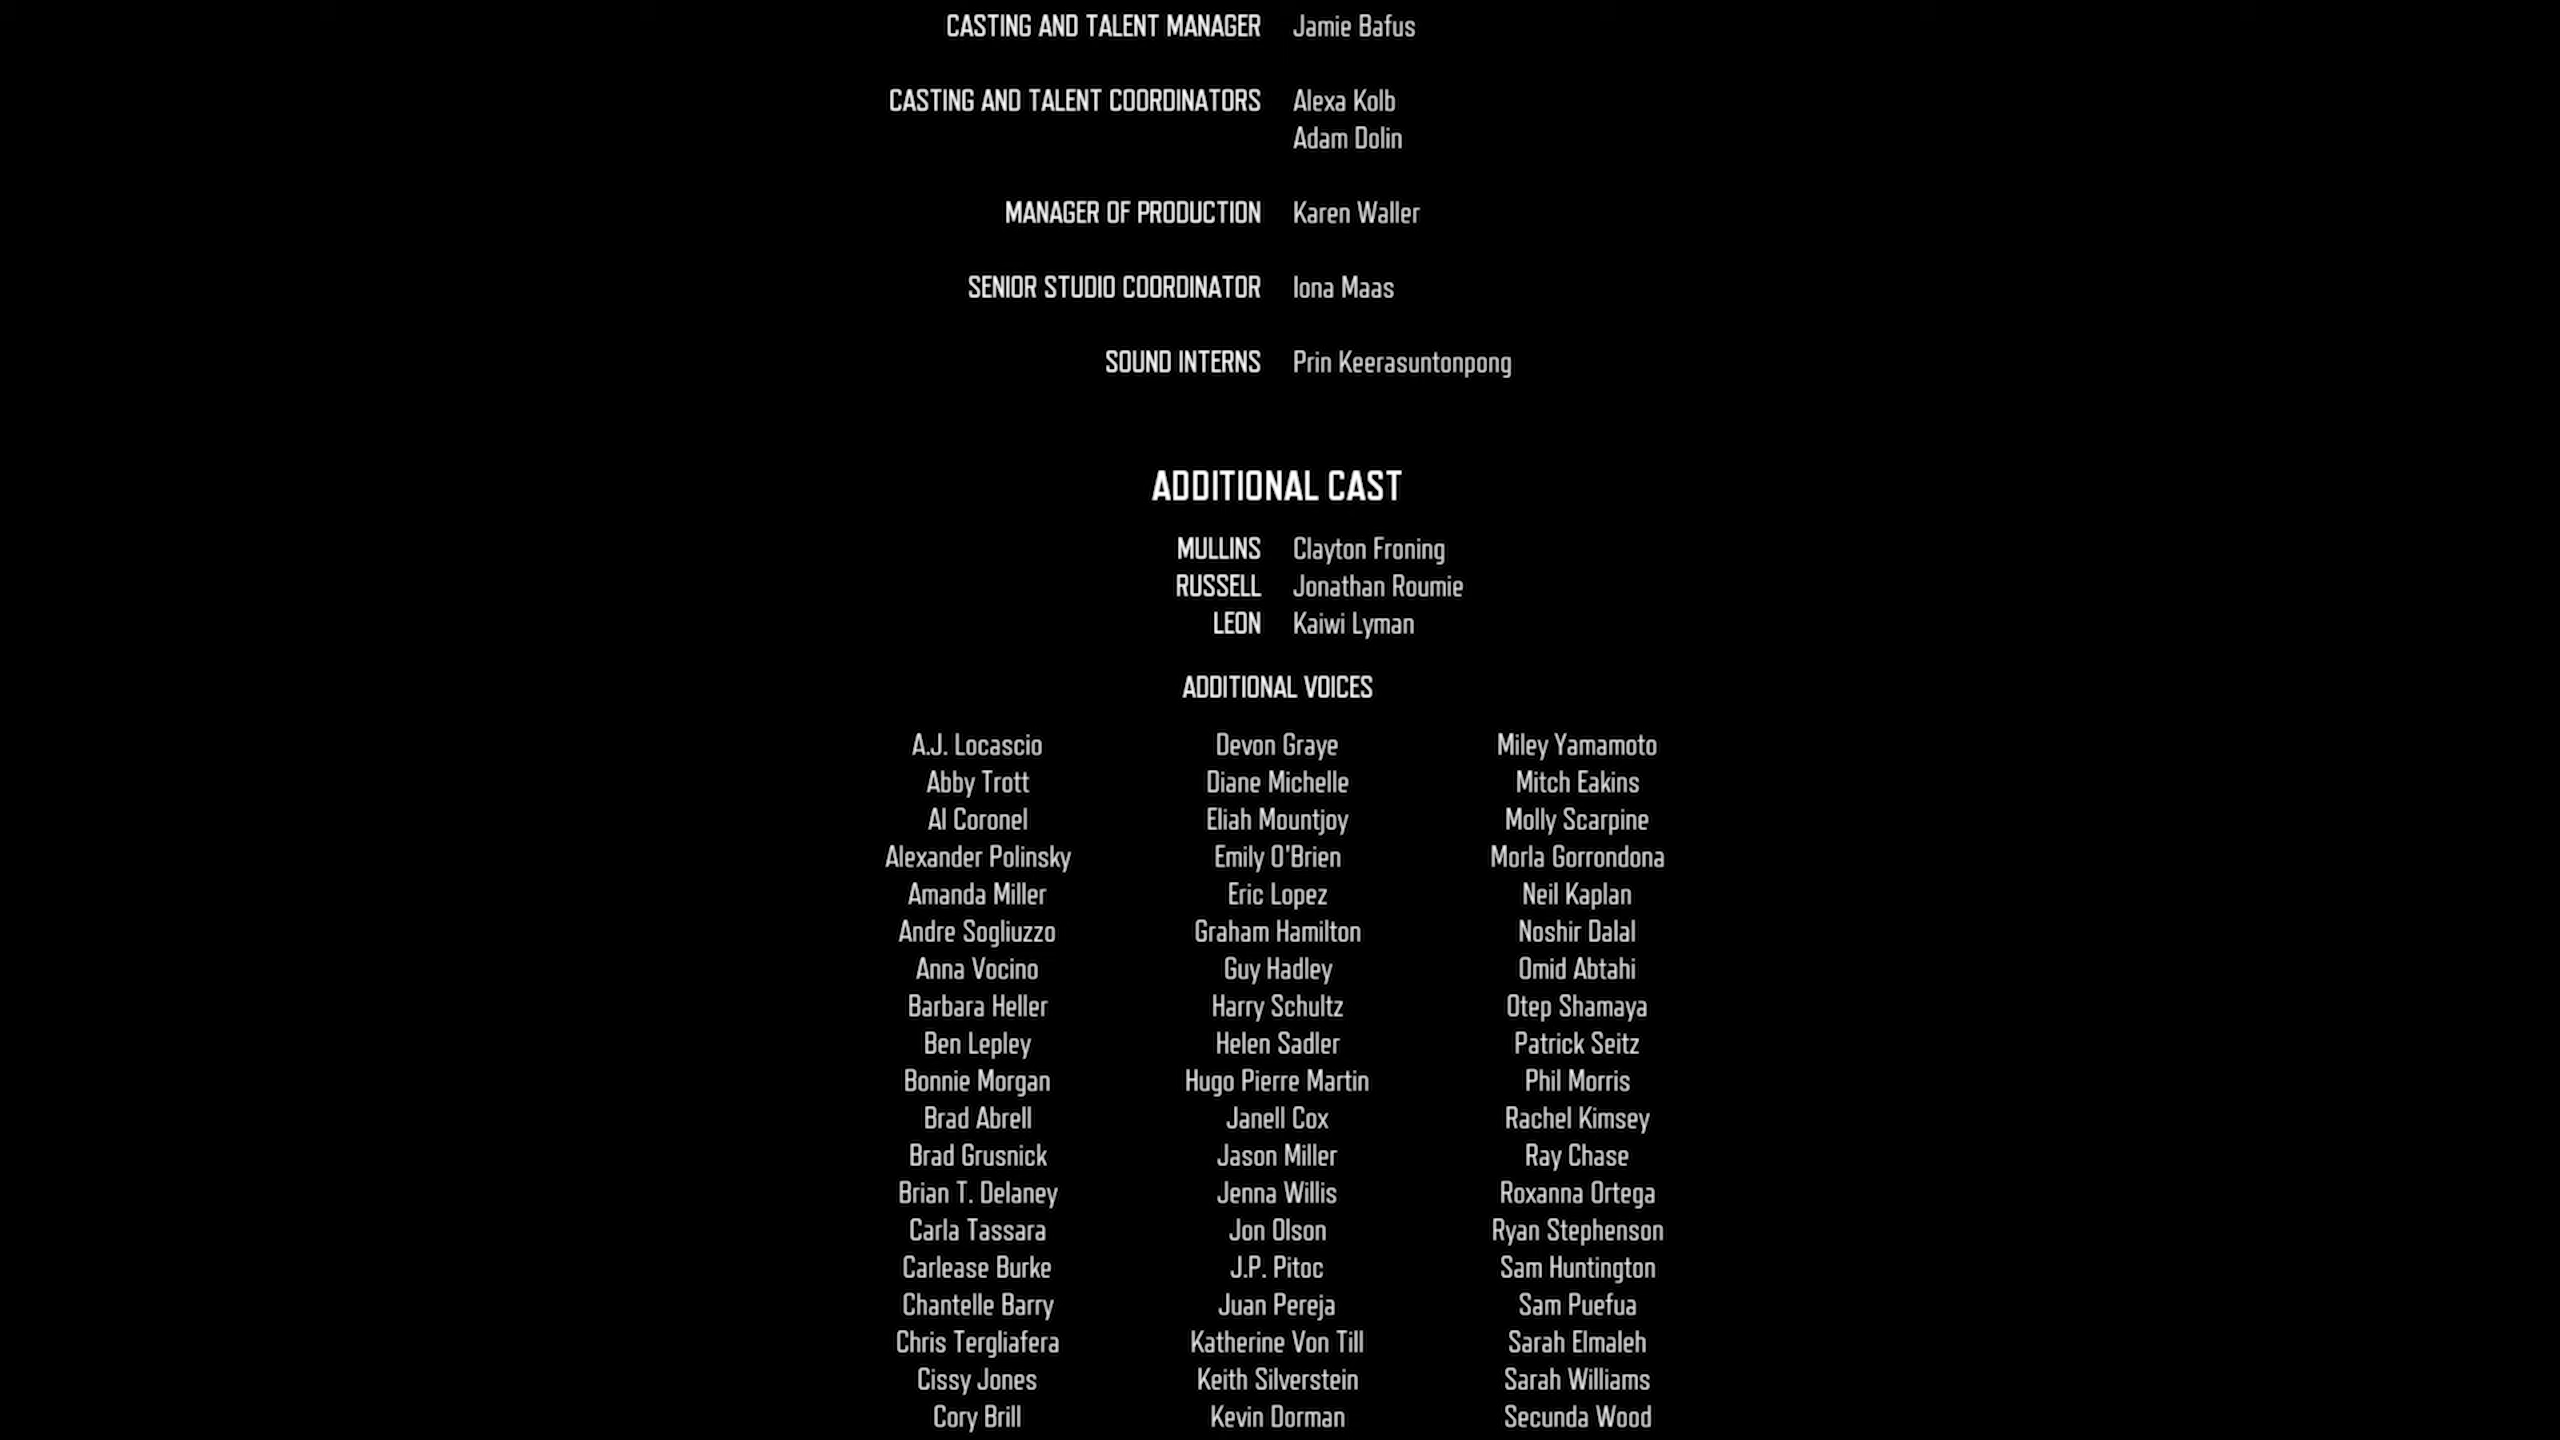 CASTING AND TALENT MANAGER Jamie Bafus
CASTING AND TALENT COORDINATORS Alexa Kolb
Adam Dolin
MANAGER OF PRODUCTION Karen Waller
SENIOR STUDIO COORDINATOR Iona Maas
SOUND INTERNS Prin Keerasuntonpong
ADDITIONAL CAST
MULLINS Clayton Froning
RUSSELL Jonathan Roumie
LEON Kaiwi Lyman
ADDITIONAL VOICES
A.J. Locascio Devon Graye Miley Yamamoto
Abby Trott Diane Michelle Mitch Eakins
Al Coronel Eliah Mountjoy Molly Scarpine
Alexander Polinsky Emily O'Brien Morla Gorrondona
Amanda Miller Eric Lopez Neil Kaplan
Andre Sogliuzzo Graham Hamilton Noshir Dalal
Anna Vocino Guy Hadley Omid Abtahi
Barbara Heller Harry Schultz Otep Shamaya
Ben Lepley Helen Sadler Patrick Seitz
Bonnie Morgan Hugo Pierre Martin Phil Morris
Brad Abrell Janell Cox Rachel Kimsey
Brad Grusnick Jason Miller Ray Chase
Brian T. Delaney Jenna Willis Roxanna Ortega
Carla Tassara Jon Olson Ryan Stephenson
Carlease Burke J.P. Pitoc Sam Huntington
Chantelle Barry Juan Pereja Sam Puefua
Chris Tergliafera Katherine Von Till Sarah Elmaleh
Cissy Jones Keith Silverstein Sarah Williams
Cory Brill Kevin Dorman Secunda Wood